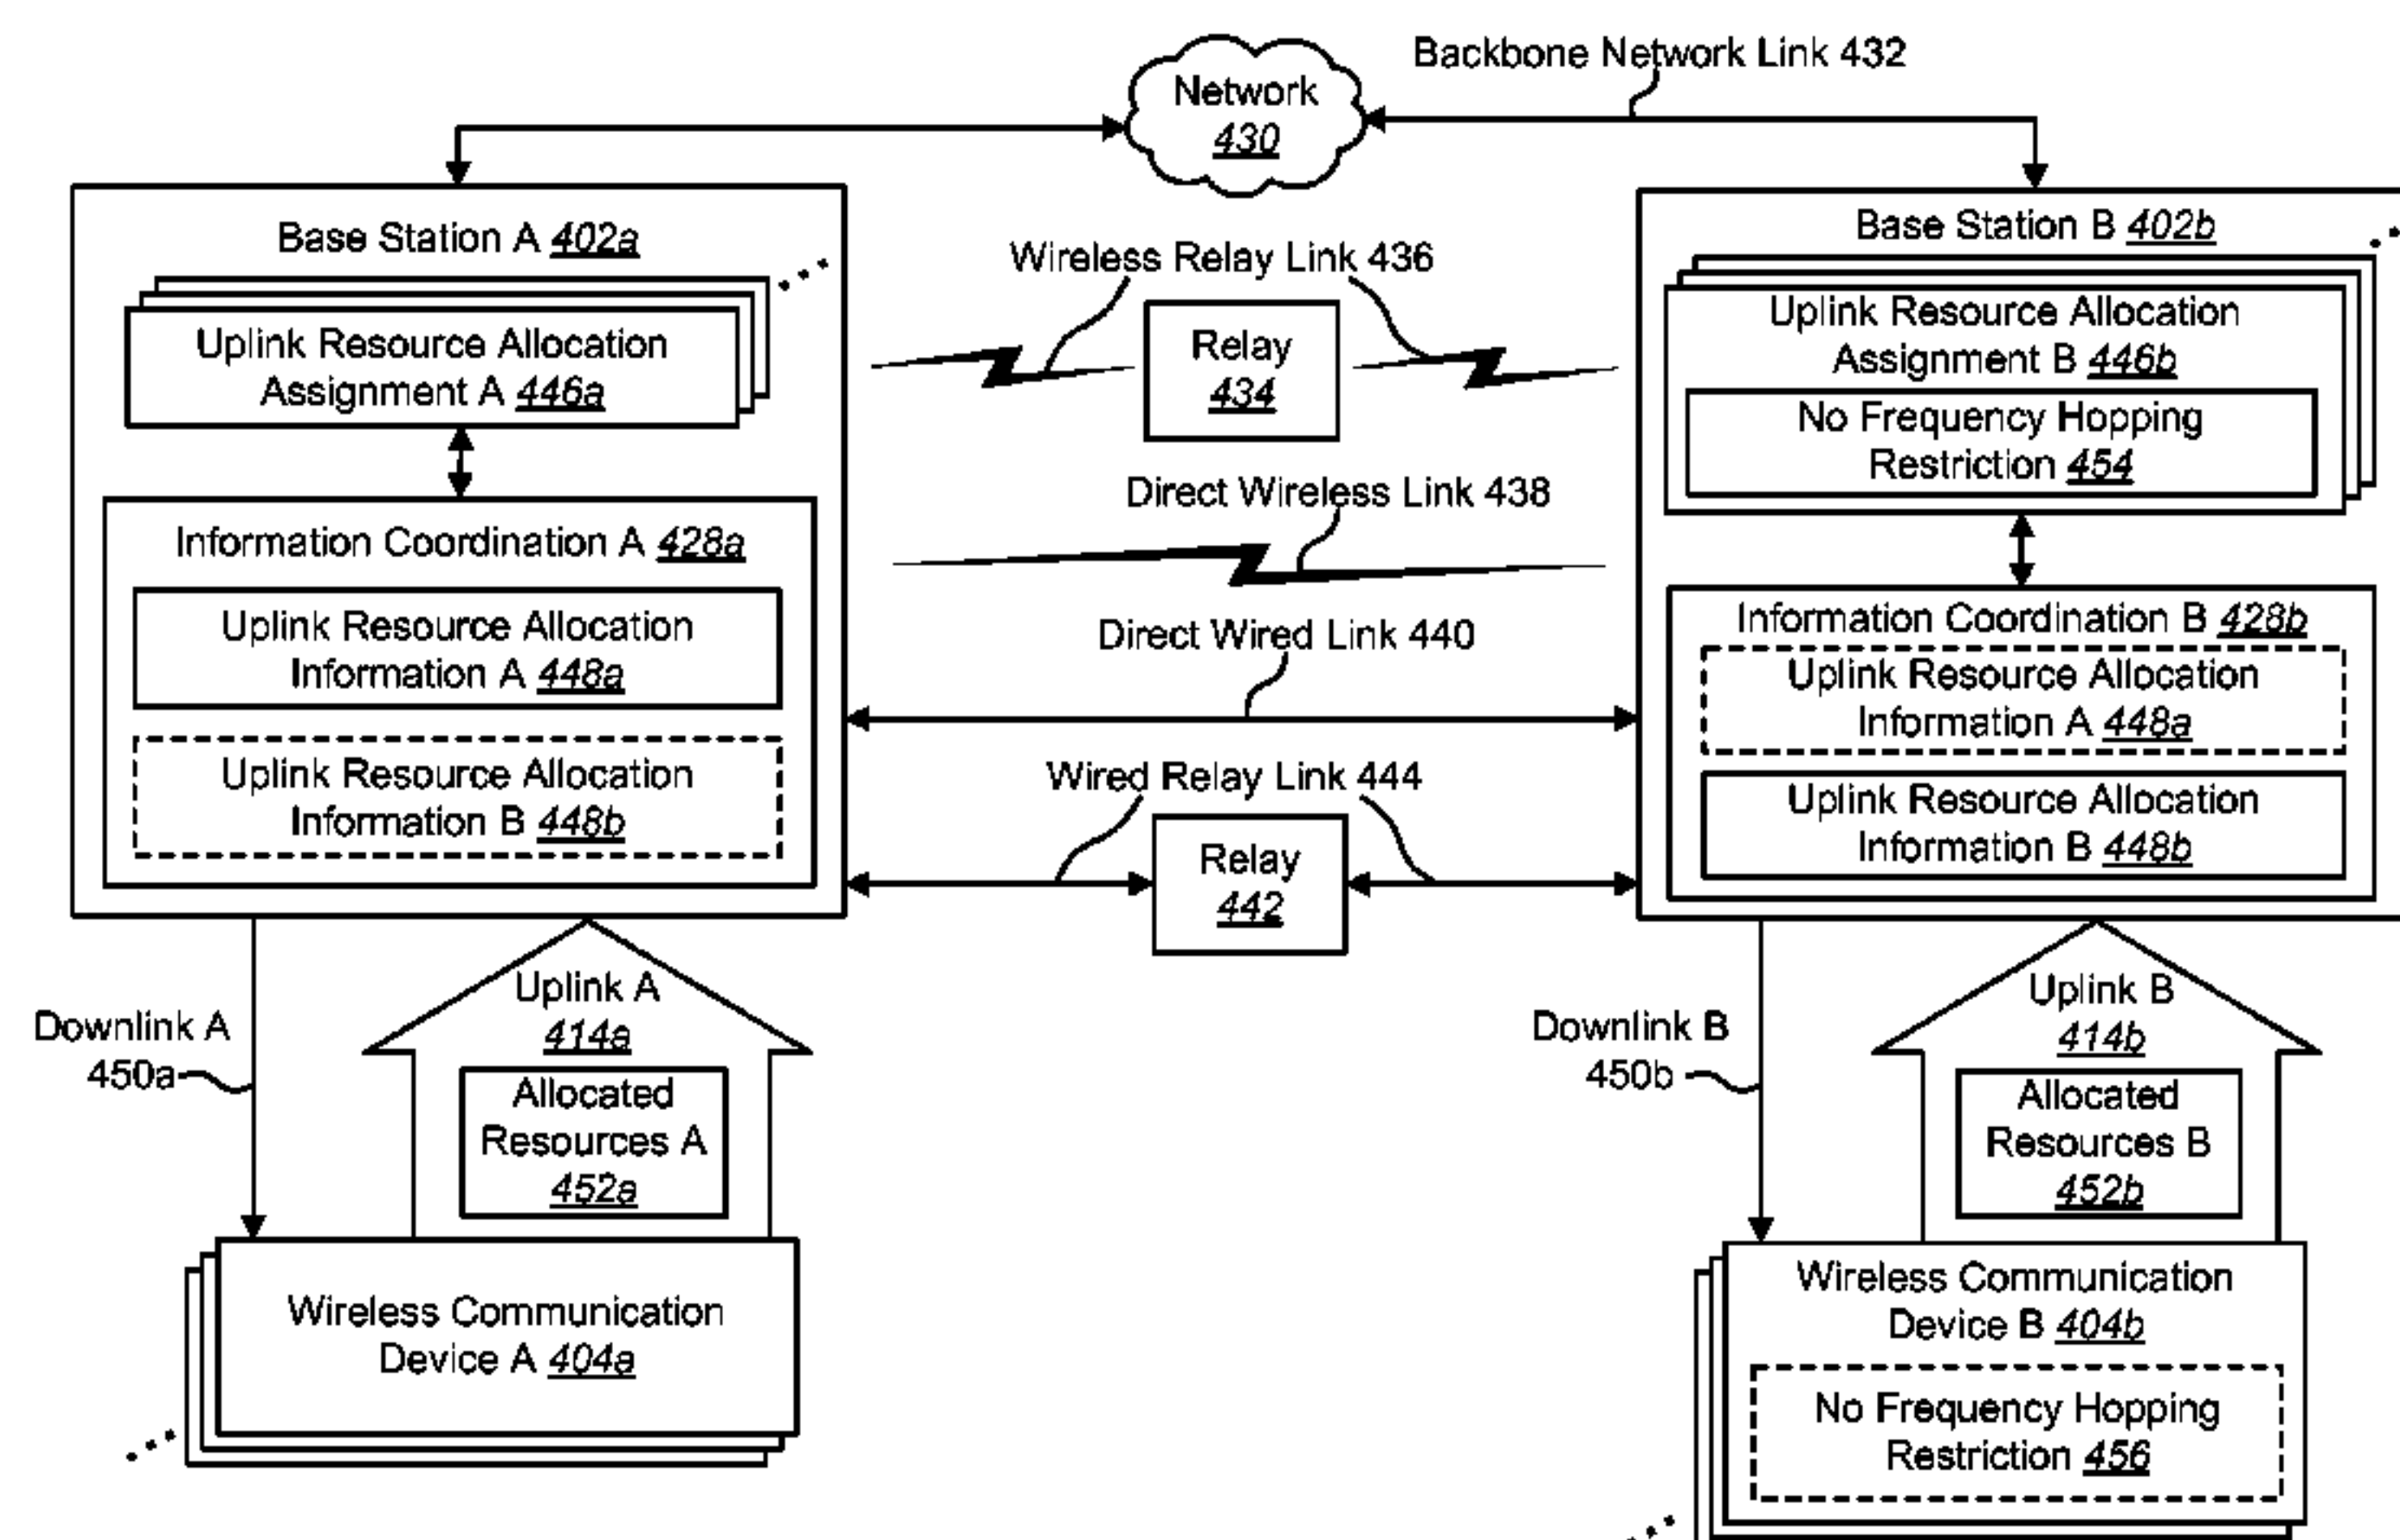 Backbone Network Link 432
Network
430
Base Station A 402a
Uplink Resource Allocation
Assignment A 446a
Information Coordination A 428a
Uplink Resource Allocation
Information A 448a
Uplink Resource Allocation
Information B 448b
Wireless Relay Link 436
Relay
434
Direct Wireless Link 438
Direct Wired Link 440
Wired Relay Link 444
Relay
442
Base Station B 402b
Uplink Resource Allocation
Assignment B 446b
No Frequency Hopping
Restriction 454
Information Coordination B 428b
Uplink Resource Allocation
Information A 448a
Uplink Resource Allocation
Information B 448b
Downlink A
450a
Uplink A
414a
Allocated
Resources A
452a
Wireless Communication
Device A 404a
Downlink B
450b
Uplink B
414b
Allocated
Resources B
452b
Wireless Communication
Device B 404b
No Frequency Hopping
Restriction 456